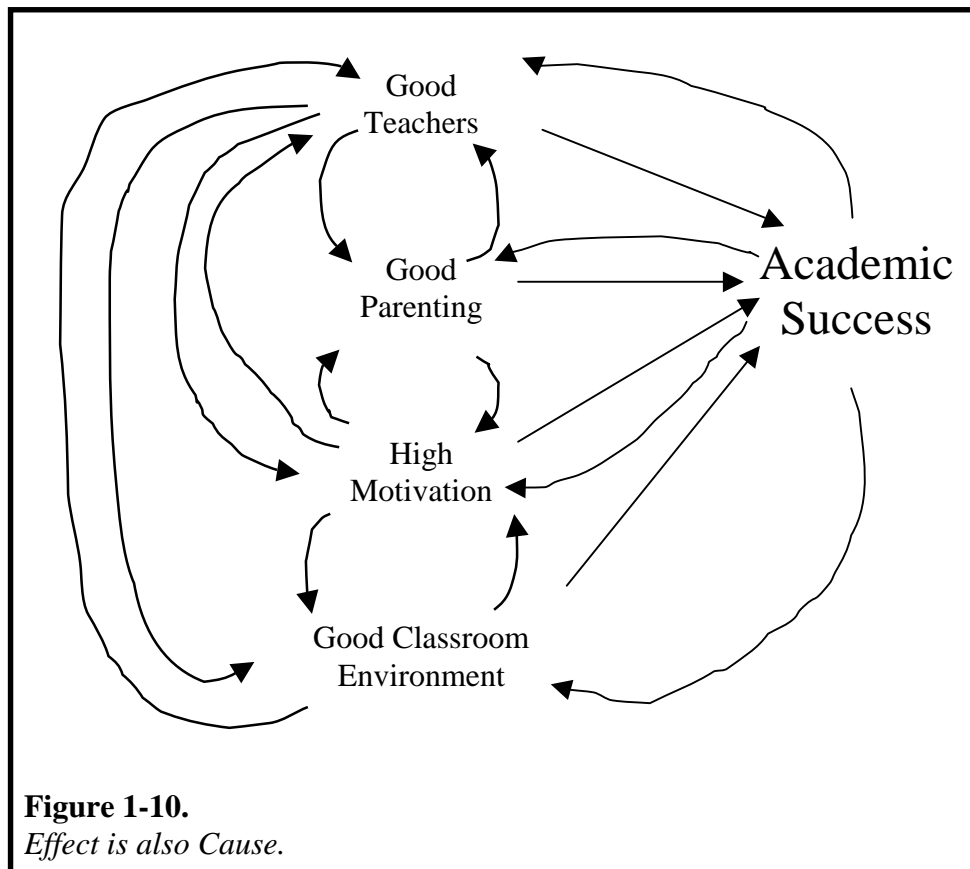 Good
Teachers
Good
Parenting
Academic
Success
High
Motivation
Good Classroom
Environment
Figure 1-10.
Effect is also Cause.